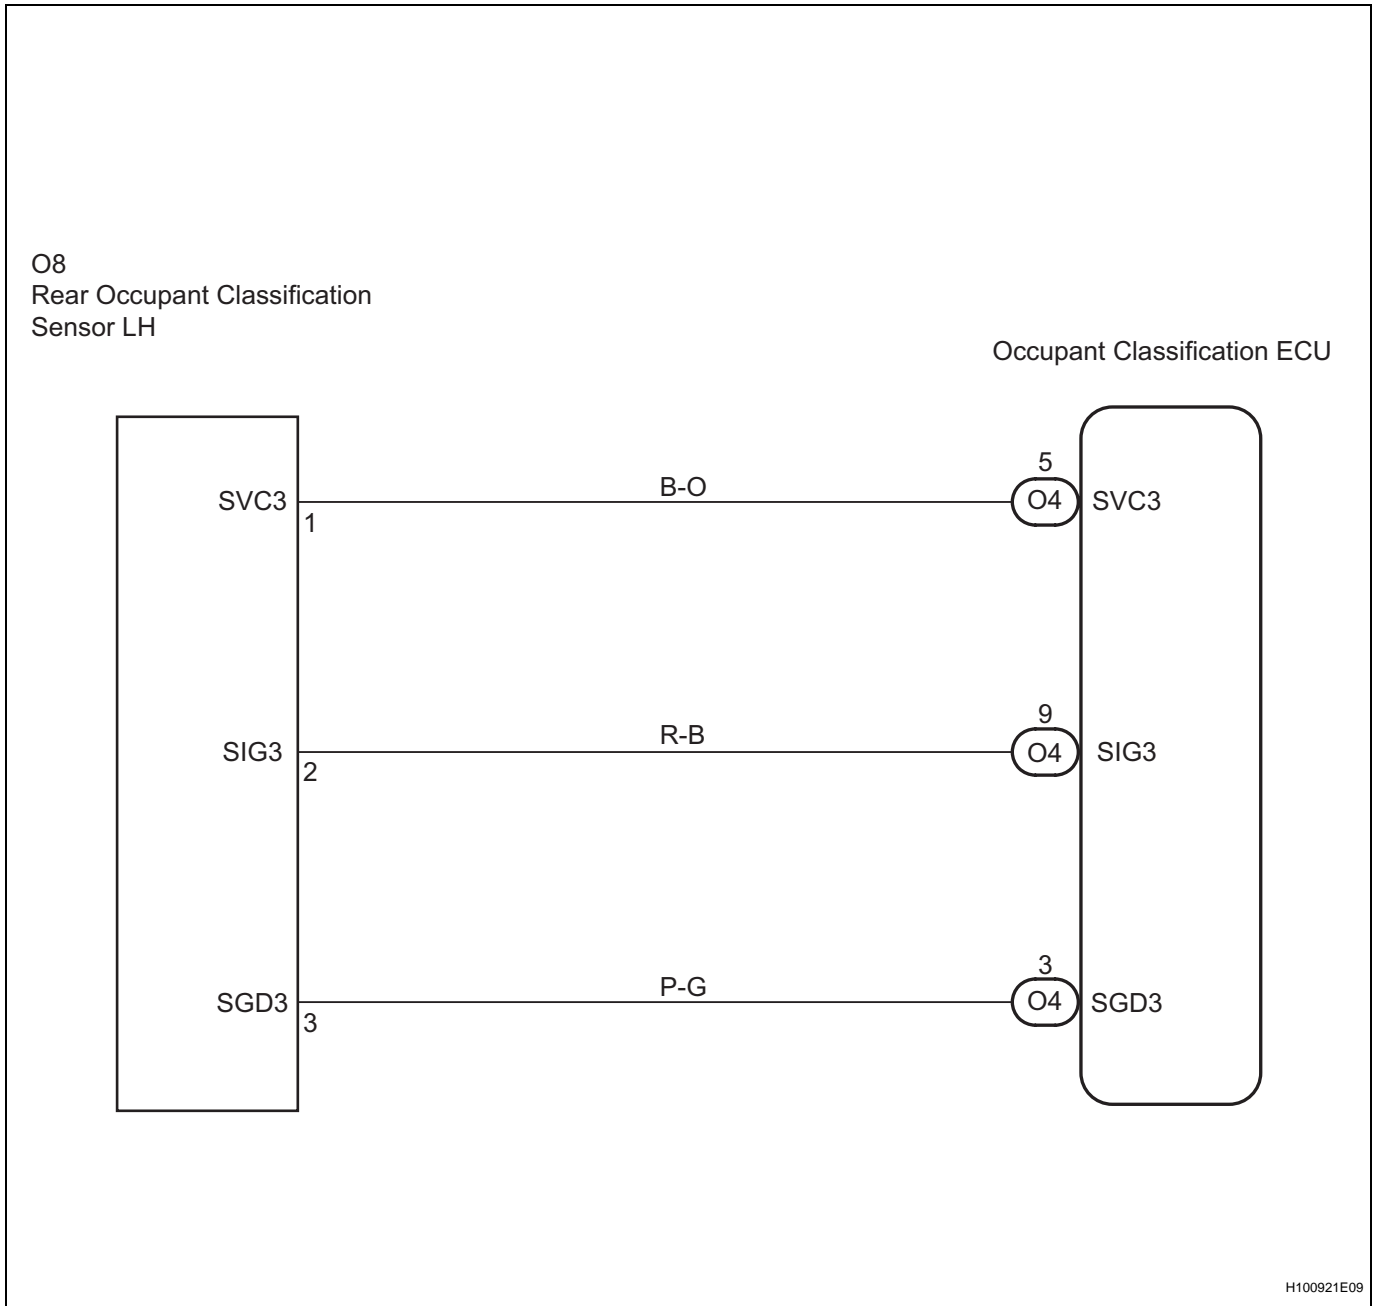 O8
Rear Occupant Classification
Sensor LH
Occupant Classification ECU
SVC3
1
B-O
5
O4
SVC3
SIG3
2
R-B
9
O4
SIG3
SGD3
3
P-G
3
O4
SGD3
H100921E09